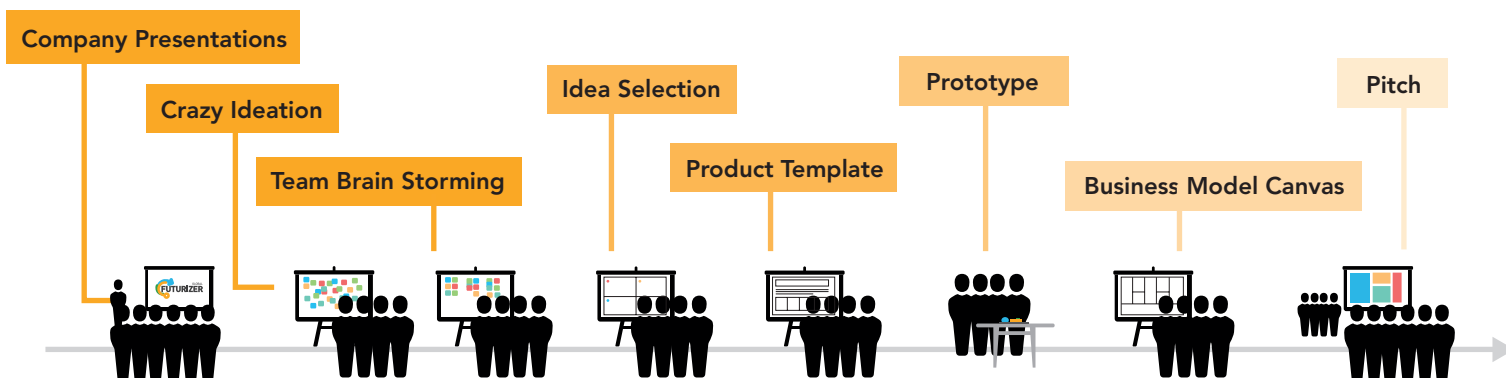 Company Presentations
Crazy Ideation
Team Brain Storming
Idea Selection
Product Template
Prototype
Business Model Canvas
Pitch
FUTURIZER